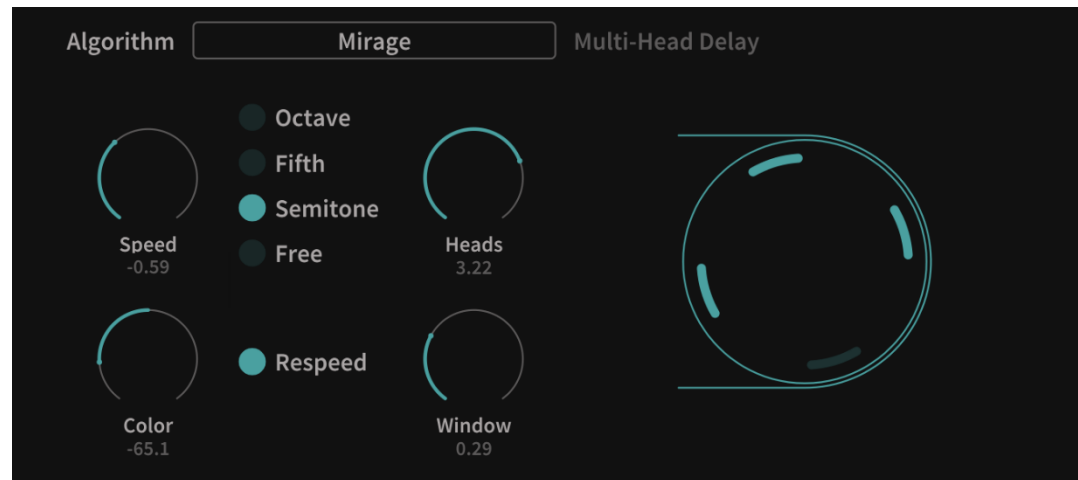 Algorithm Mirage Multi-Head Delay
Octave
Fifth
Semitone
Free
Speed
-0.59
Heads
3.22
Respeed
Color
-65.1
Window
0.29